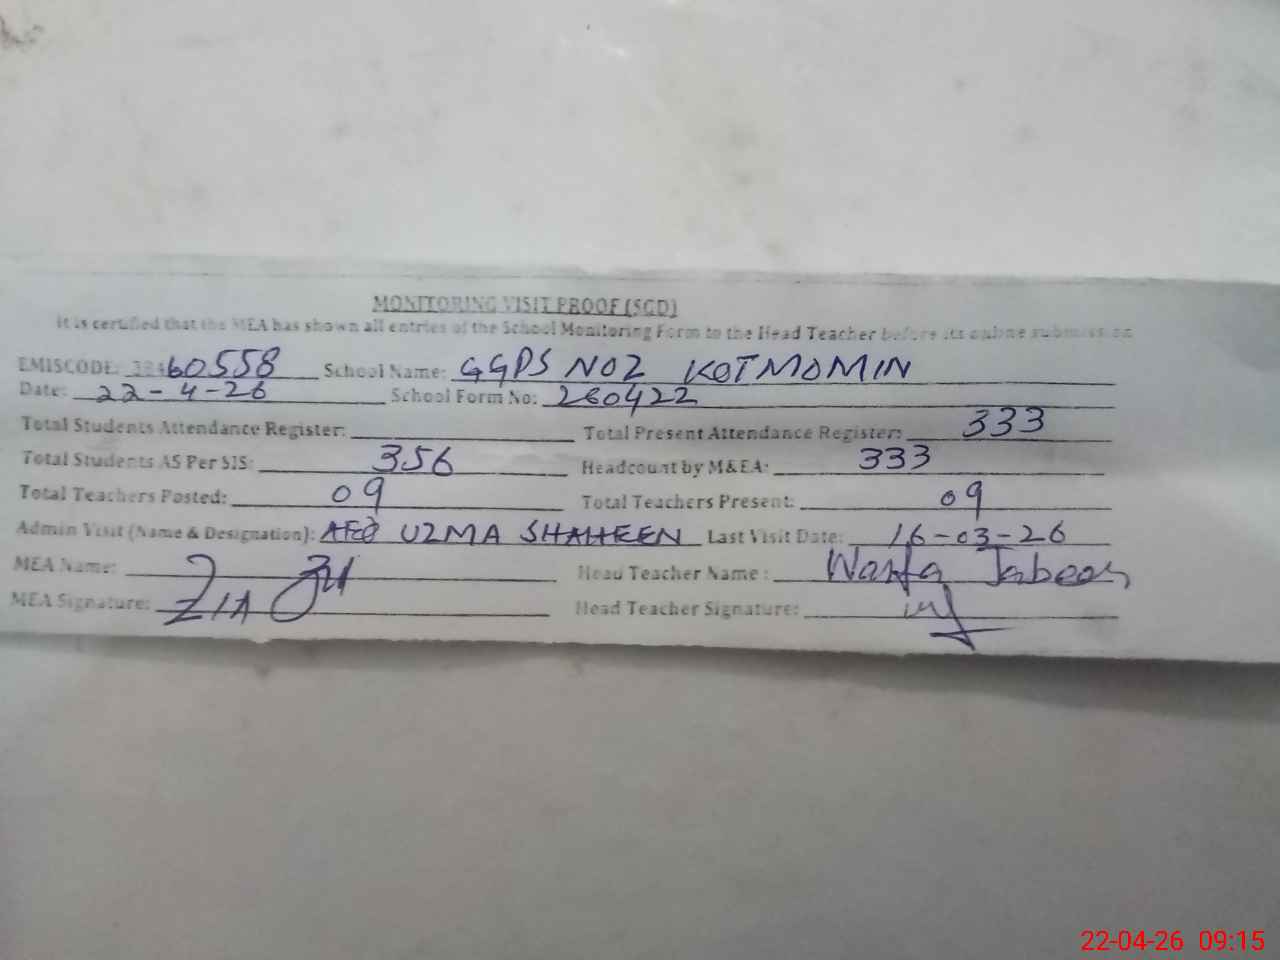 MONITORING VISIT PROOF (SGD)
It is certified that the MEA has shown all entries of the School Monitoring Form to the Head Teacher before its online submission
EMISCODE: 38460558 School Name: GGPS NO2 KOTMOMIN
Date: 22-4-26 School Form No: 260422
Total Students Attendance Register: Total Present Attendance Register: 333
Total Students AS Per SIS: 356 Headcount by M&EA: 333
Total Teachers Posted: 09 Total Teachers Present: 09
Admin Visit (Name & Designation): AEO UZMA SHAHEEN Last Visit Date: 16-03-26
MEA Name: Head Teacher Name: Jabeen
MEA Signature: ZIA Head Teacher Signature:
22-04-26 09:15